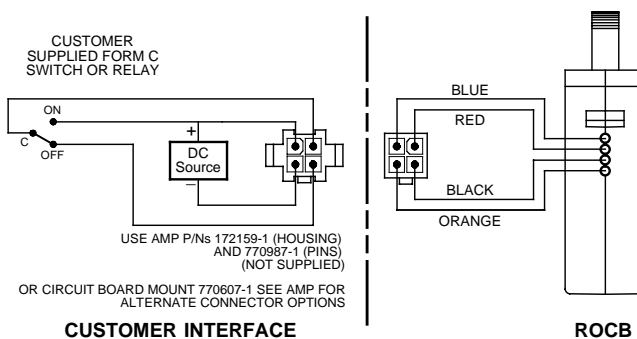 CUSTOMER
SUPPLIED FORM C
SWITCH OR RELAY
ON
C
OFF
+
DC
Source
–
USE AMP P/Ns 172159-1 (HOUSING)
AND 770987-1 (PINS)
(NOT SUPPLIED)
OR CIRCUIT BOARD MOUNT 770607-1 SEE AMP FOR
ALTERNATE CONNECTOR OPTIONS
CUSTOMER INTERFACE
BLUE
RED
BLACK
ORANGE
ROCB